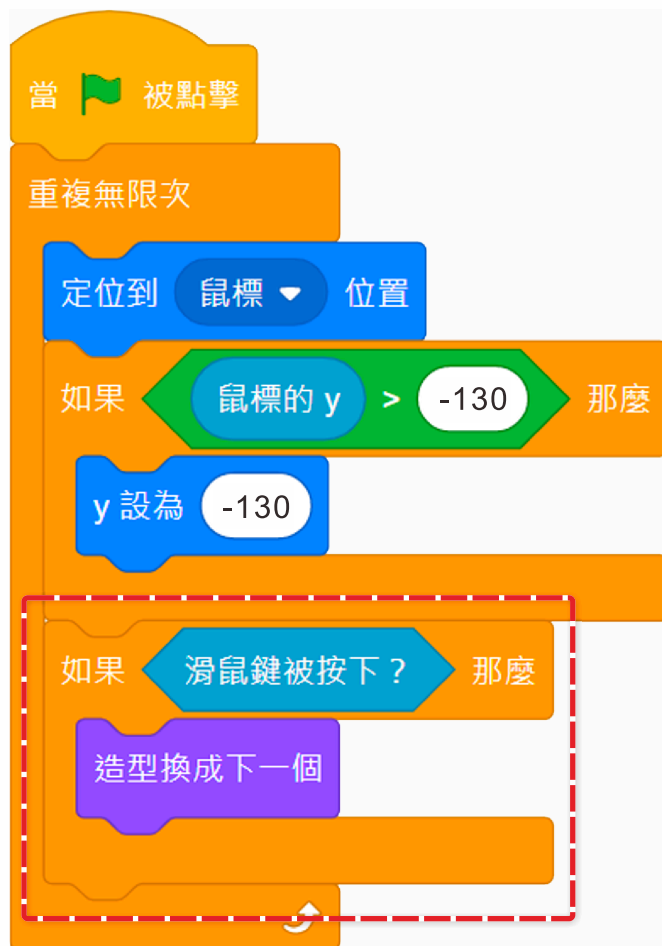 當 被點擊
重複無限次
定位到 鼠標 位置
如果 鼠標的 y > -130 那麼
y 設為 -130
如果 滑鼠鍵被按下？ 那麼
造型換成下一個